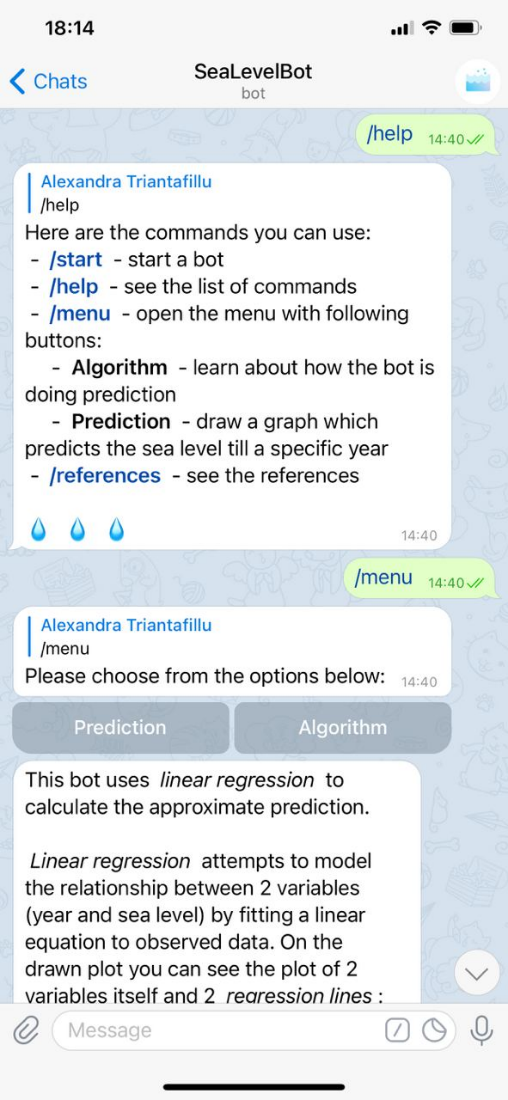 18:14
Chats
SeaLevelBot
bot
/help 14:40
Alexandra Triantafillu
/help
Here are the commands you can use:
- /start - start a bot
- /help - see the list of commands
- /menu - open the menu with following
buttons:
- Algorithm - learn about how the bot is
doing prediction
- Prediction - draw a graph which
predicts the sea level till a specific year
- /references - see the references
14:40
/menu 14:40
Alexandra Triantafillu
/menu
Please choose from the options below: 14:40
Prediction Algorithm
This bot uses linear regression to
calculate the approximate prediction.
Linear regression attempts to model
the relationship between 2 variables
(year and sea level) by fitting a linear
equation to observed data. On the
drawn plot you can see the plot of 2
variables itself and 2 regression lines :
Message